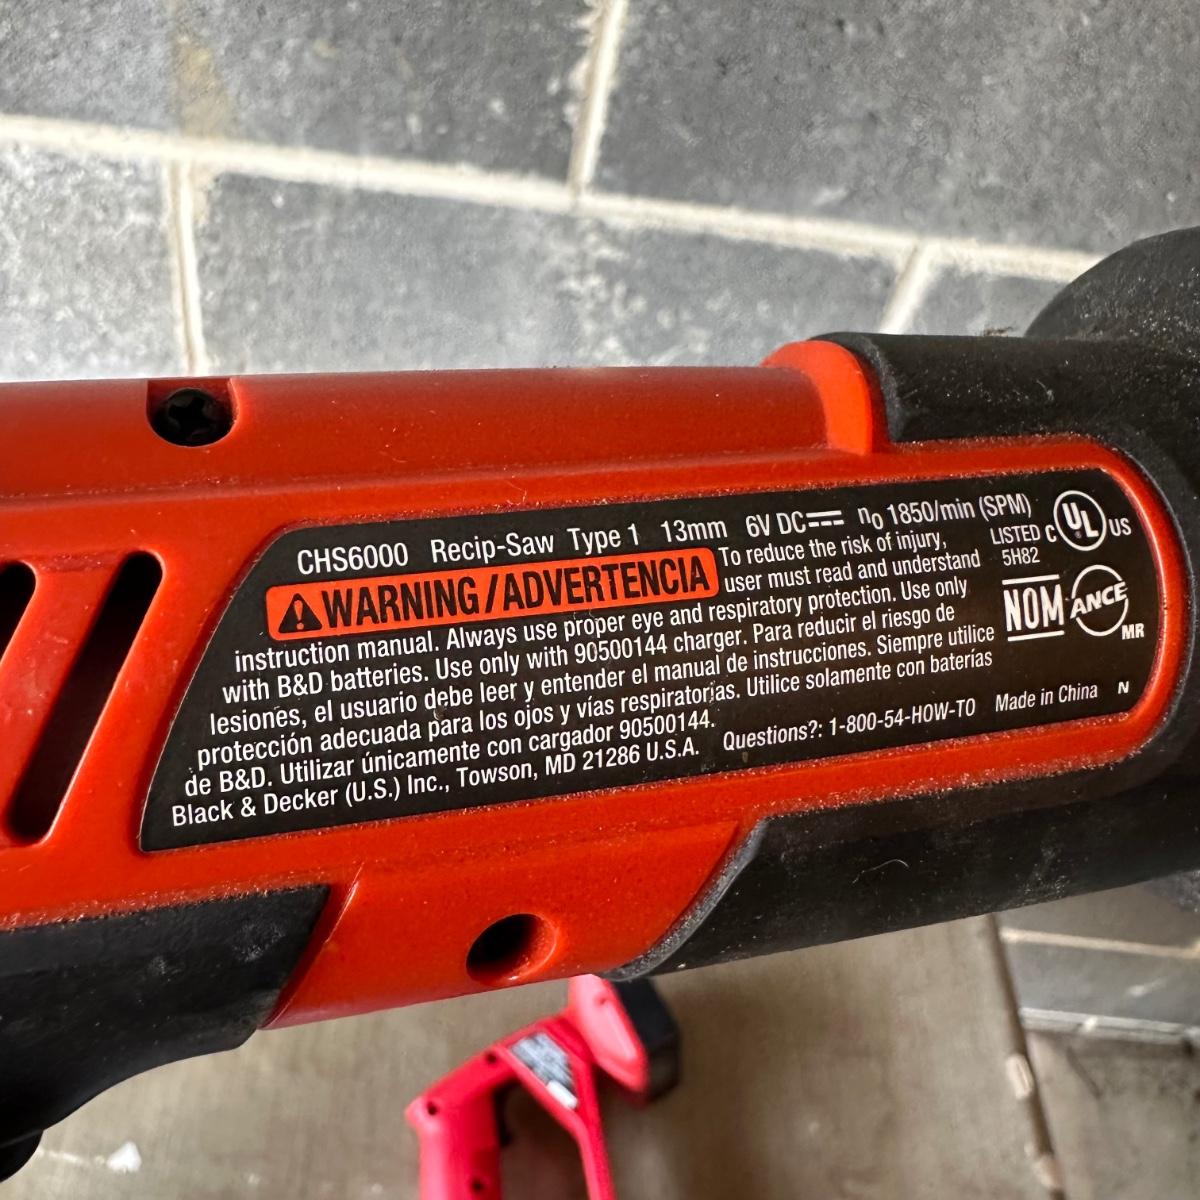 CHS6000 Recip-Saw Type 1 13mm 6V DC n0 1850/min (SPM)
WARNING/ADVERTENCIA To reduce the risk of injury,
user must read and understand
instruction manual. Always use proper eye and respiratory protection. Use only
with B&D batteries. Use only with 90500144 charger. Para reducir el riesgo de
lesiones, el usuario debe leer y entender el manual de instrucciones. Siempre utilice
protección adecuada para los ojos y vías respiratorias. Utilice solamente con baterías
de B&D. Utilizar únicamente con cargador 90500144.
Black & Decker (U.S.) Inc., Towson, MD 21286 U.S.A. Questions?: 1-800-54-HOW-TO Made in China N
LISTED C UL US
5H82
NOM ANCE
MR